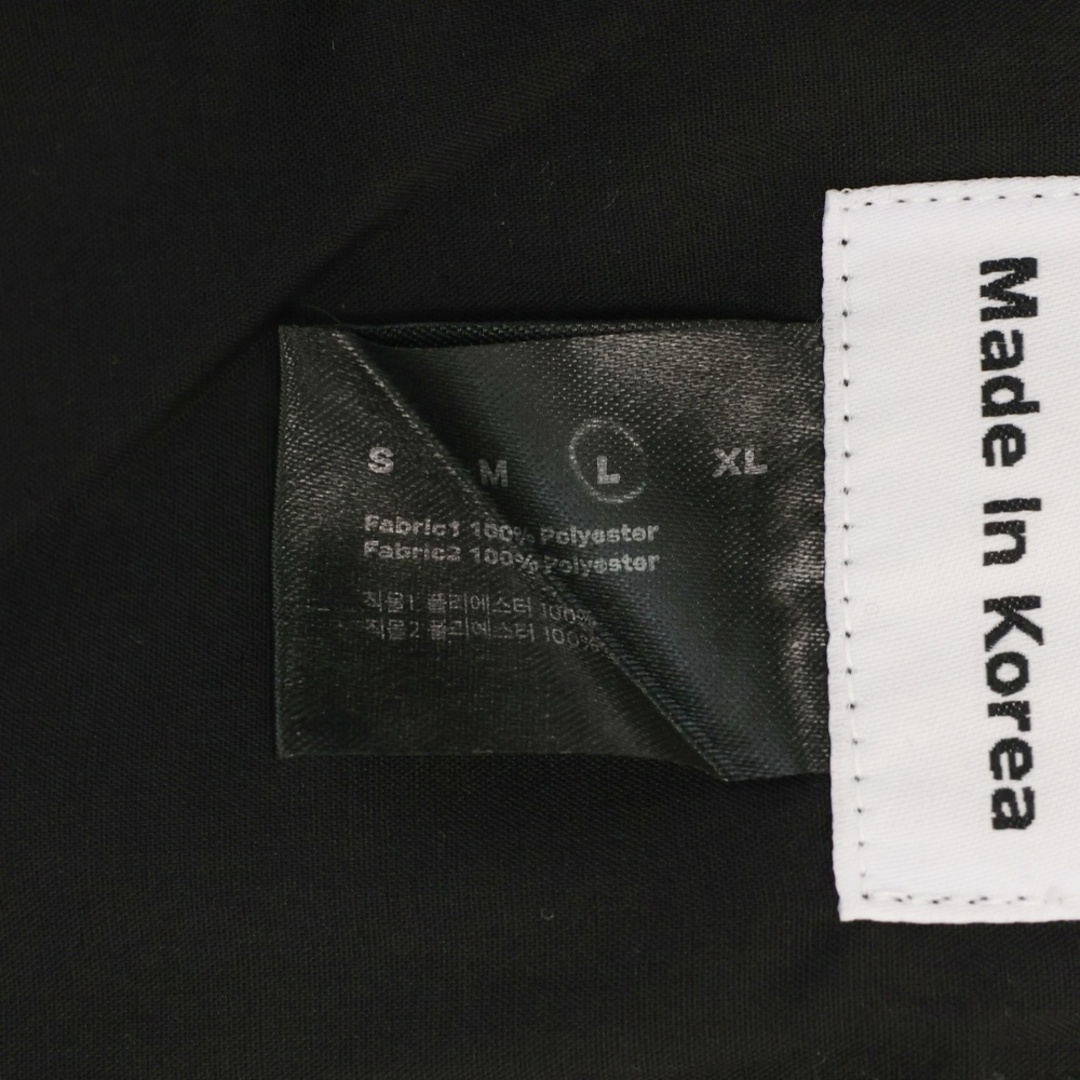 S M L XL
Fabric1 100% Polyester
Fabric2 100% Polyester
직물1 폴리에스터 100%
직물2 폴리에스터 100%
Made In Korea